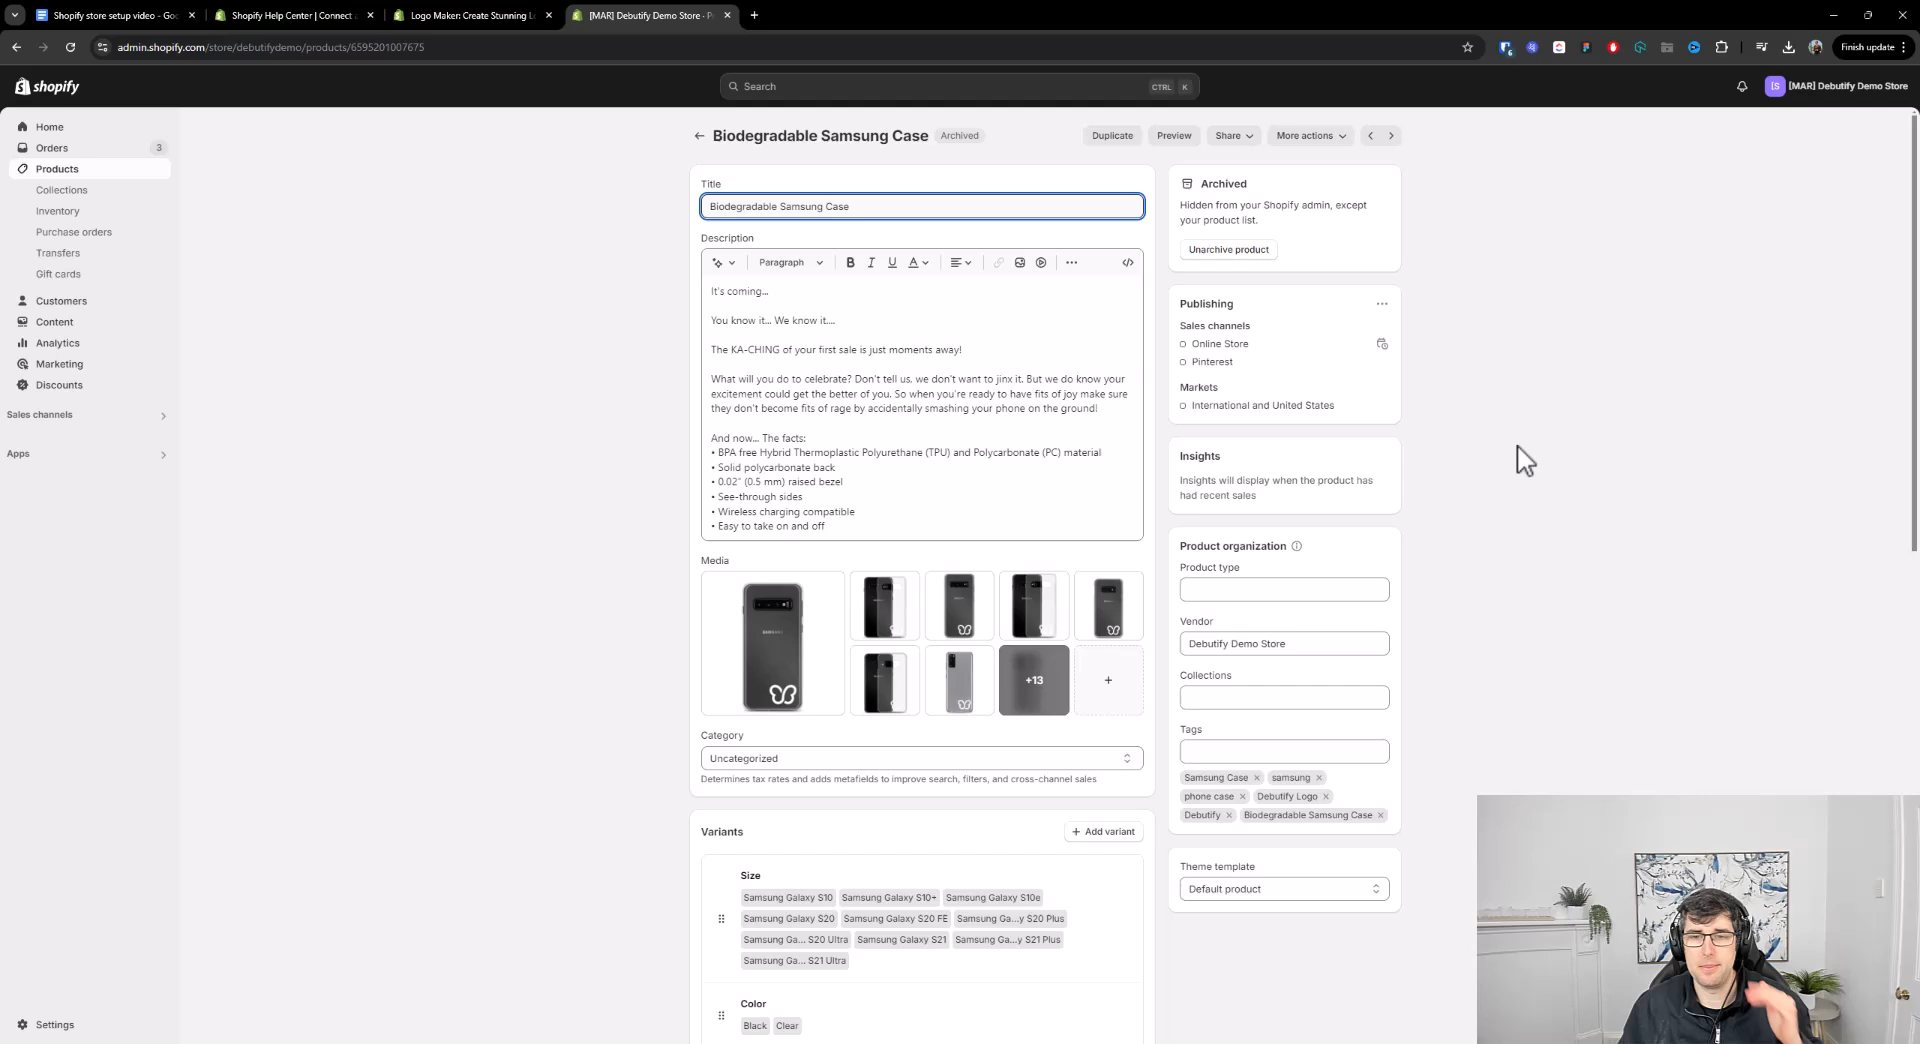 Shopify store setup video - Goo
Shopify Help Center | Connect a
Logo Maker: Create Stunning L
[MAR] Debutify Demo Store · P
admin.shopify.com/store/debutifydemo/products/6595201007675
6
Finish update
shopify
Search
CTRL K
[S
[MAR] Debutify Demo Store
Home
Orders 3
Products
Collections
Inventory
Purchase orders
Transfers
Gift cards
Customers
Content
Analytics
Marketing
Discounts
Sales channels
Apps
Settings
Biodegradable Samsung Case
Archived
Duplicate
Preview
Share
More actions
Title
Biodegradable Samsung Case
Description
Paragraph
B I U A
It's coming...
You know it... We know it....
The KA-CHING of your first sale is just moments away!
What will you do to celebrate? Don't tell us, we don't want to jinx it. But we do know your
excitement could get the better of you. So when you're ready to have fits of joy make sure
they don't become fits of rage by accidentally smashing your phone on the ground!
And now... The facts:
• BPA free Hybrid Thermoplastic Polyurethane (TPU) and Polycarbonate (PC) material
• Solid polycarbonate back
• 0.02″ (0.5 mm) raised bezel
• See-through sides
• Wireless charging compatible
• Easy to take on and off
Media
+13
+
Category
Uncategorized
Determines tax rates and adds metafields to improve search, filters, and cross-channel sales
Variants
+ Add variant
Size
Samsung Galaxy S10 Samsung Galaxy S10+ Samsung Galaxy S10e
Samsung Galaxy S20 Samsung Galaxy S20 FE Samsung Ga...y S20 Plus
Samsung Ga... S20 Ultra Samsung Galaxy S21 Samsung Ga...y S21 Plus
Samsung Ga... S21 Ultra
Color
Black Clear
Archived
Hidden from your Shopify admin, except
your product list.
Unarchive product
Publishing
Sales channels
Online Store
Pinterest
Markets
International and United States
Insights
Insights will display when the product has
had recent sales
Product organization
Product type
Vendor
Debutify Demo Store
Collections
Tags
Samsung Case samsung
phone case Debutify Logo
Debutify Biodegradable Samsung Case
Theme template
Default product